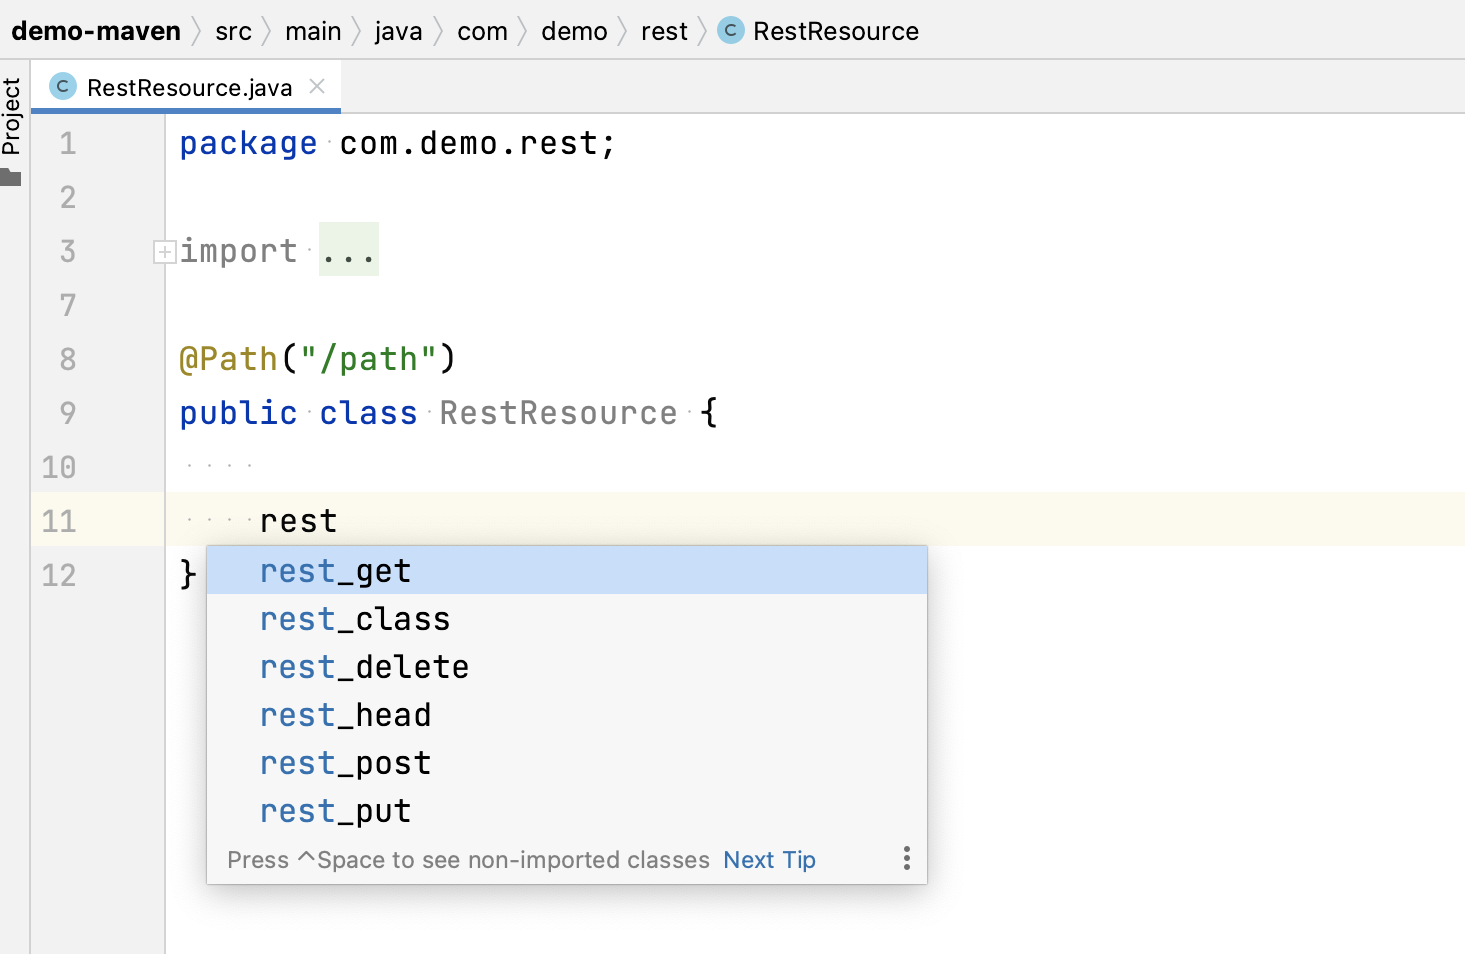 demo-maven src main java com demo rest C RestResource
Project
C RestResource.java
1 package com.demo.rest;
2
3 import ...
7
8 @Path("/path")
9 public class RestResource {
10
11 rest
12 }
rest_get
rest_class
rest_delete
rest_head
rest_post
rest_put
Press ^Space to see non-imported classes Next Tip